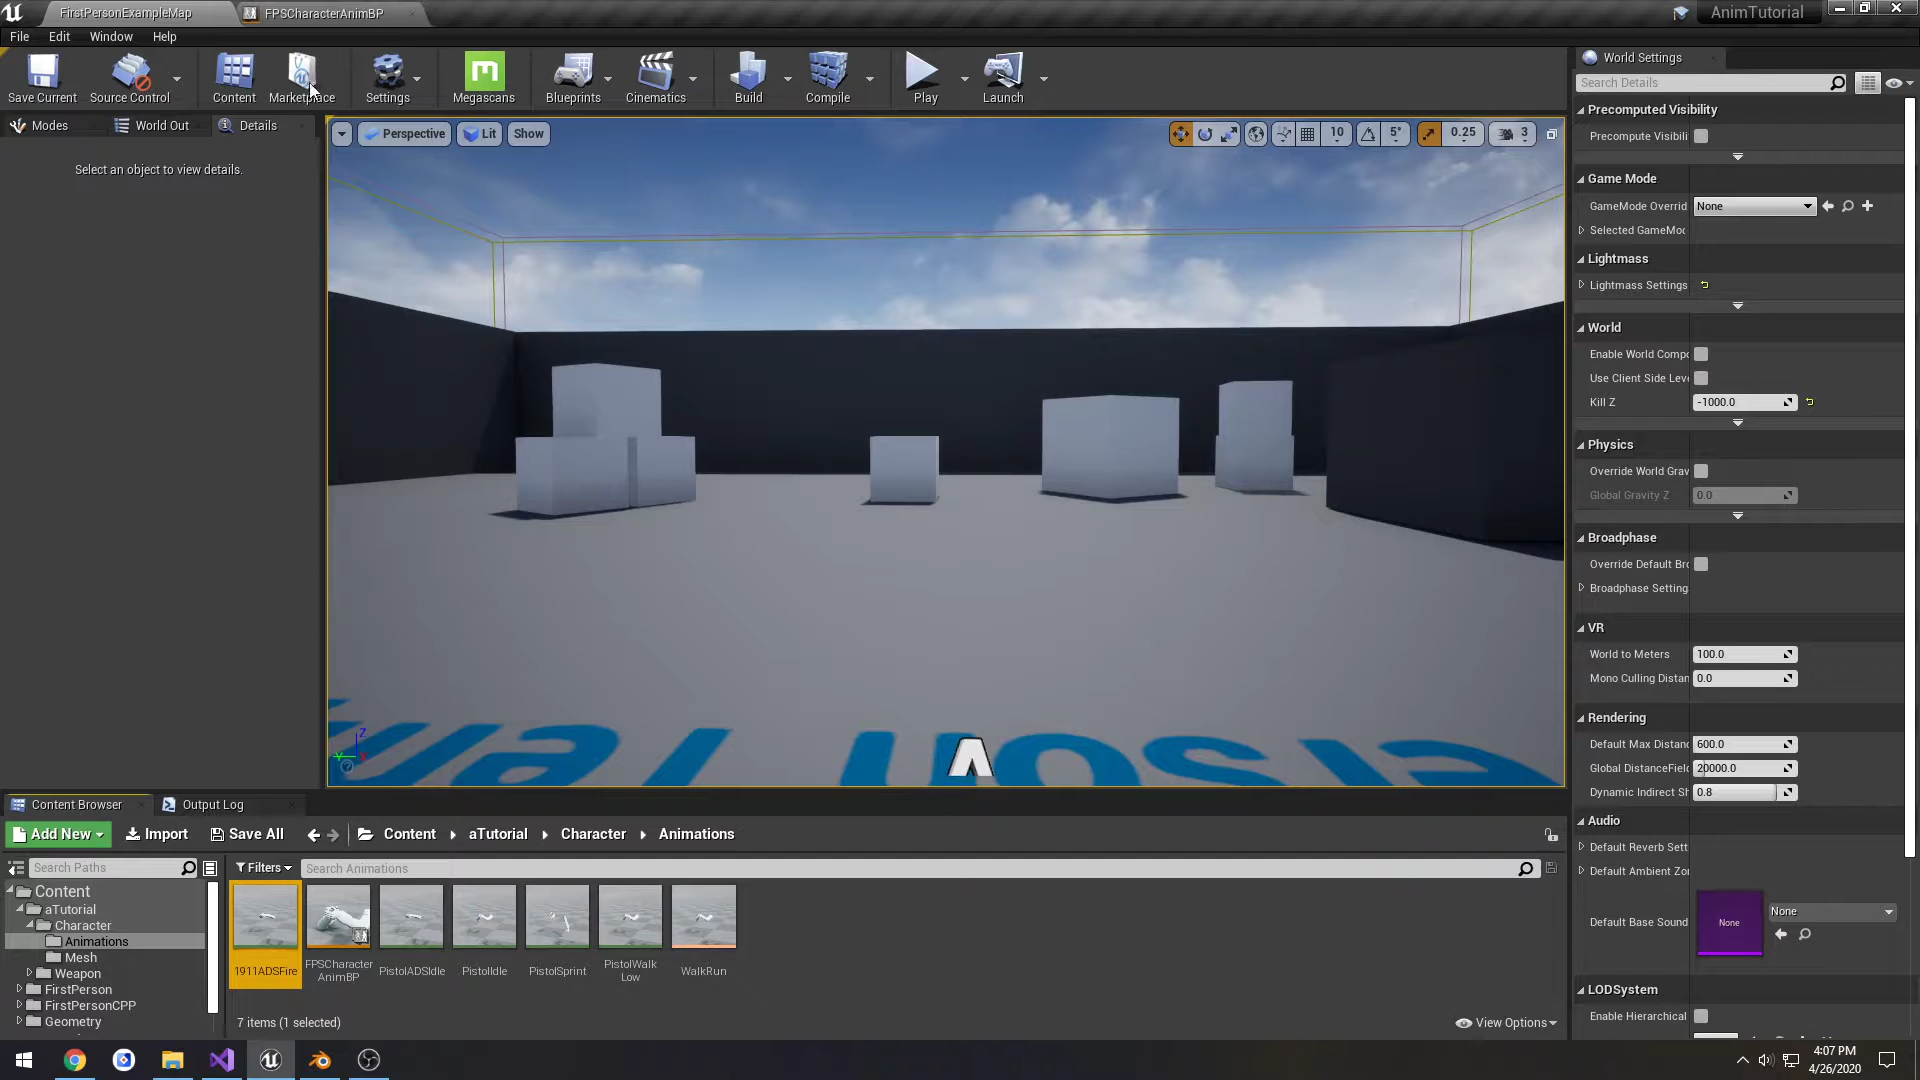 FirstPersonExampleMap
FPSCharacterAnimBP
AnimTutorial
File Edit Window Help
Save Current
Source Control
Content
Marketplace
Settings
Megascans
Blueprints
Cinematics
Build
Compile
Play
Launch
Modes
World Out
Details
Select an object to view details.
Perspective
Lit
Show
10
5°
0.25
3
World Settings
Search Details
Precomputed Visibility
Precompute Visibili
Game Mode
GameMode Overrid
None
Selected GameMod
Lightmass
Lightmass Settings
World
Enable World Compo
Use Client Side Leve
Kill Z
-1000.0
Physics
Override World Grav
Global Gravity Z
0.0
Broadphase
Override Default Bro
Broadphase Setting
VR
World to Meters
100.0
Mono Culling Distan
0.0
Rendering
Default Max Distanc
600.0
Global DistanceField
20000.0
Dynamic Indirect Sh
0.8
Audio
Default Reverb Sett
Default Ambient Zon
Default Base Sound
None
None
LODSystem
Enable Hierarchical
Content Browser
Output Log
Add New
Import
Save All
Content
aTutorial
Character
Animations
Search Paths
Filters
Search Animations
Content
aTutorial
Character
Animations
Mesh
Weapon
FirstPerson
FirstPersonCPP
Geometry
1911ADSFire
FPSCharacter
AnimBP
PistolADSIdle
PistolIdle
PistolSprint
PistolWalk
Low
WalkRun
7 items (1 selected)
View Options
4:07 PM
4/26/2020